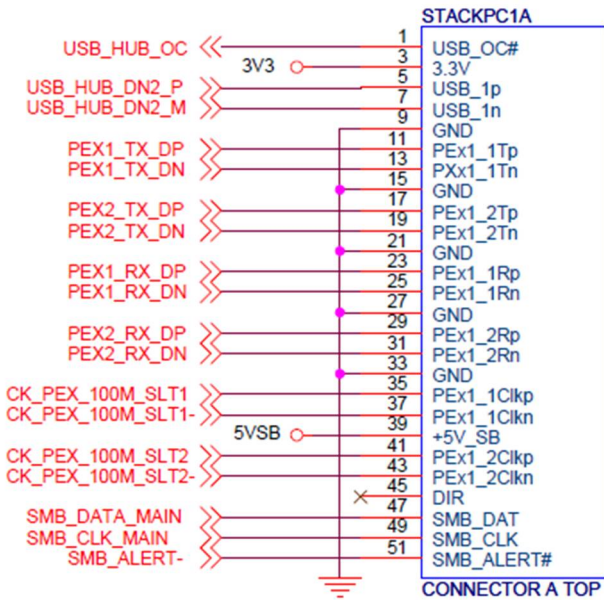 STACKPC1A
USB_HUB_OC 1 USB_OC#
3V3 3 3.3V
USB_HUB_DN2_P 5 USB_1p
USB_HUB_DN2_M 7 USB_1n
9 GND
PEX1_TX_DP 11 PEx1_1Tp
PEX1_TX_DN 13 PXx1_1Tn
15 GND
PEX2_TX_DP 17 PEx1_2Tp
PEX2_TX_DN 19 PEx1_2Tn
21 GND
PEX1_RX_DP 23 PEx1_1Rp
PEX1_RX_DN 25 PEx1_1Rn
27 GND
PEX2_RX_DP 29 PEx1_2Rp
PEX2_RX_DN 31 PEx1_2Rn
33 GND
CK_PEX_100M_SLT1 35 PEx1_1Clkp
CK_PEX_100M_SLT1- 37 PEx1_1Clkn
5VSB 39 +5V_SB
CK_PEX_100M_SLT2 41 PEx1_2Clkp
CK_PEX_100M_SLT2- 43 PEx1_2Clkn
45 DIR
SMB_DATA_MAIN 47 SMB_DAT
SMB_CLK_MAIN 49 SMB_CLK
SMB_ALERT- 51 SMB_ALERT#
CONNECTOR A TOP